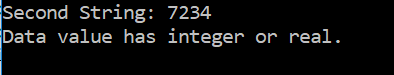 Second String: 7234
Data value has integer or real.